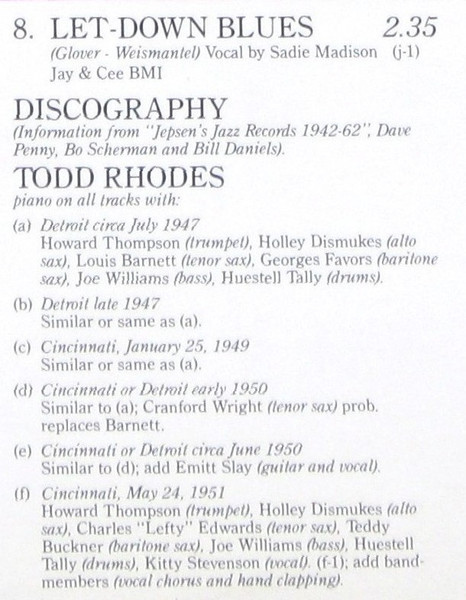 8. LET-DOWN BLUES 2.35
(Glover - Weismantel) Vocal by Sadie Madison (j-1)
Jay & Cee BMI
DISCOGRAPHY
(Information from "Jepsen's Jazz Records 1942-62", Dave
Penny, Bo Scherman and Bill Daniels).
TODD RHODES
piano on all tracks with:
(a) Detroit circa July 1947
Howard Thompson (trumpet), Holley Dismukes (alto
sax), Louis Barnett (tenor sax), Georges Favors (baritone
sax), Joe Williams (bass), Huestell Tally (drums).
(b) Detroit late 1947
Similar or same as (a).
(c) Cincinnati, January 25, 1949
Similar or same as (a).
(d) Cincinnati or Detroit early 1950
Similar to (a); Cranford Wright (tenor sax) prob.
replaces Barnett.
(e) Cincinnati or Detroit circa June 1950
Similar to (d); add Emitt Slay (guitar and vocal).
(f) Cincinnati, May 24, 1951
Howard Thompson (trumpet), Holley Dismukes (alto
sax), Charles "Lefty" Edwards (tenor sax), Teddy
Buckner (baritone sax), Joe Williams (bass), Huestell
Tally (drums), Kitty Stevenson (vocal). (f-1); add band-
members (vocal chorus and hand clapping).